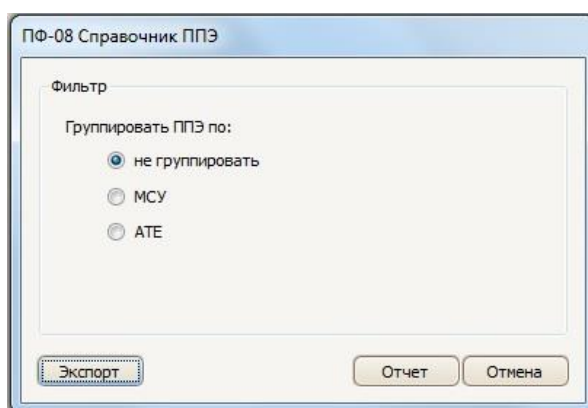 ПФ-08 Справочник ППЭ
Фильтр
Группировать ППЭ по:
не группировать
МСУ
АТЕ
Экспорт
Отчет
Отмена